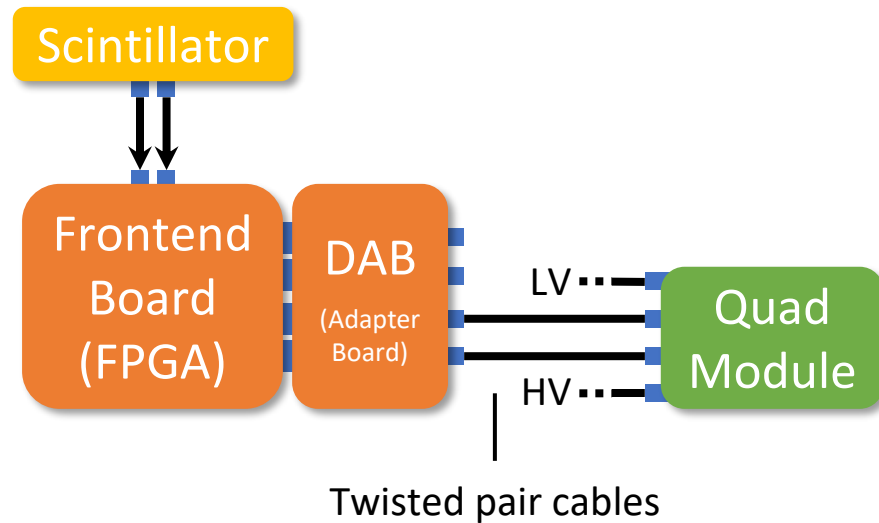 Scintillator
Frontend
Board
(FPGA)
DAB
(Adapter
Board)
LV
HV
Quad
Module
Twisted pair cables